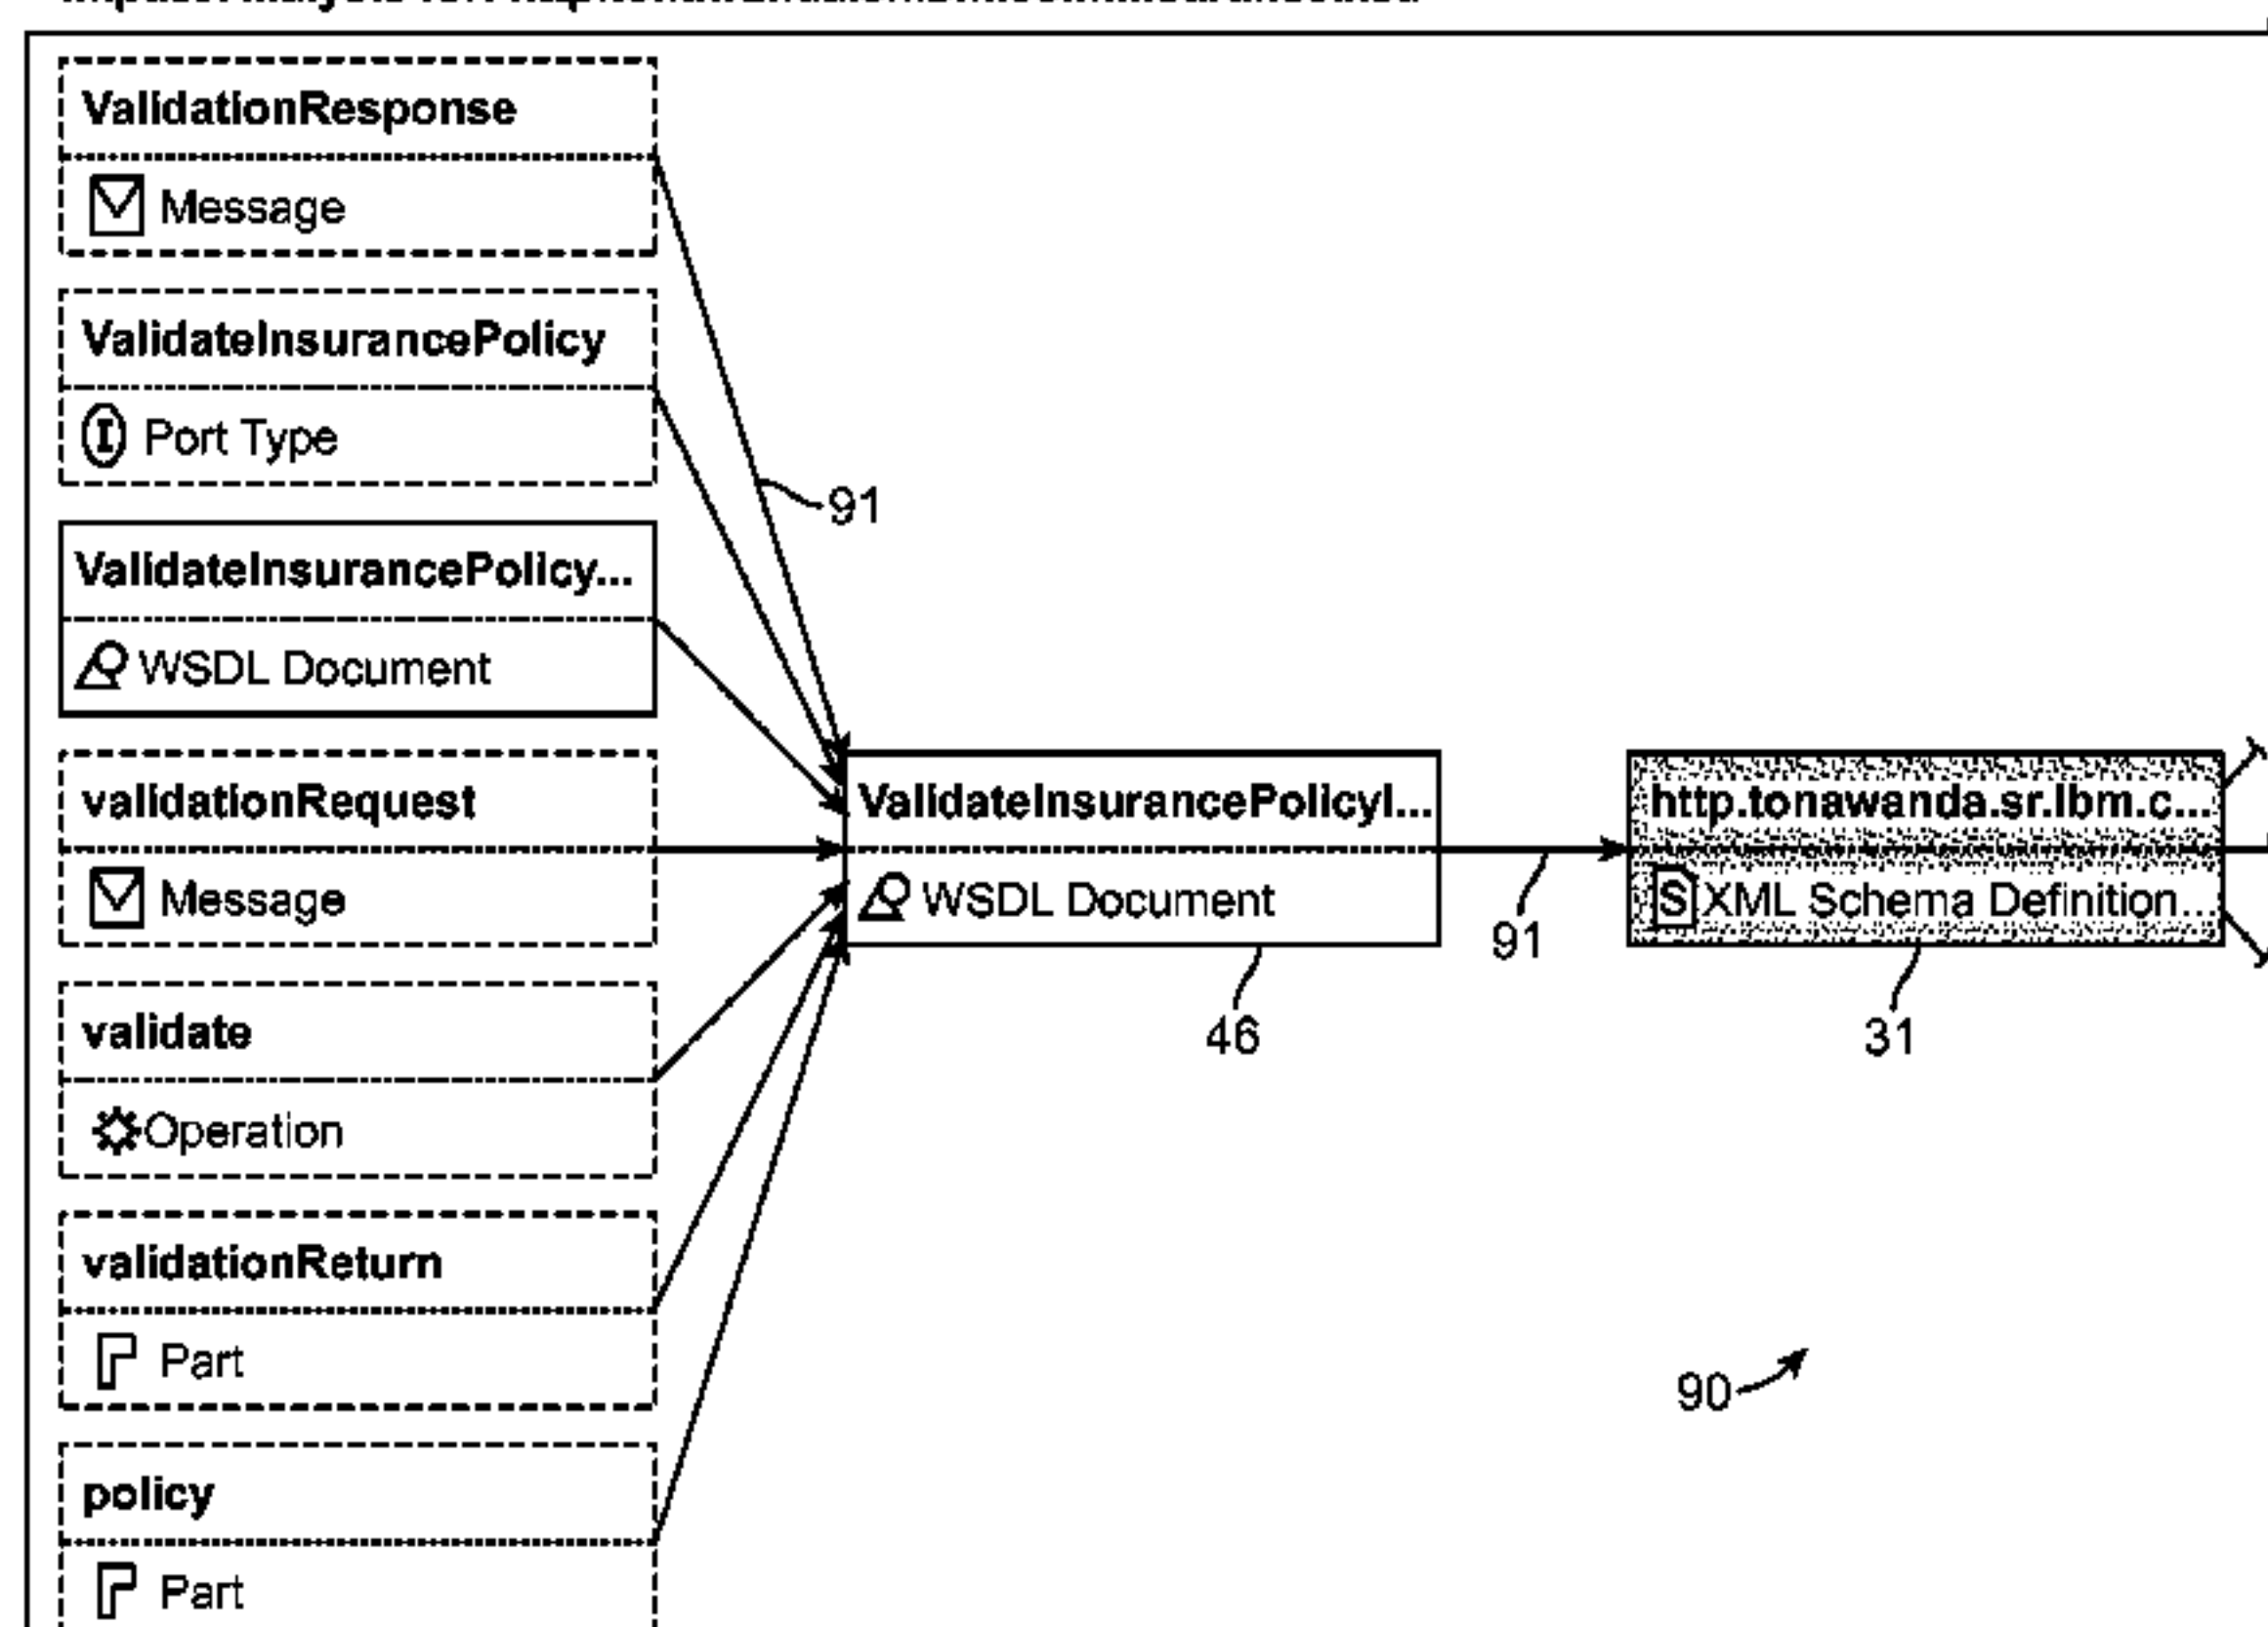 ValidationResponse
Message
ValidateInsurancePolicy
Port Type
91
ValidateInsurancePolicy...
WSDL Document
validationRequest
Message
ValidateInsurancePolicyI...
WSDL Document
http.tonawanda.sr.ibm.c...
S XML Schema Definition...
91
46
31
validate
Operation
validationReturn
Part
90
policy
Part